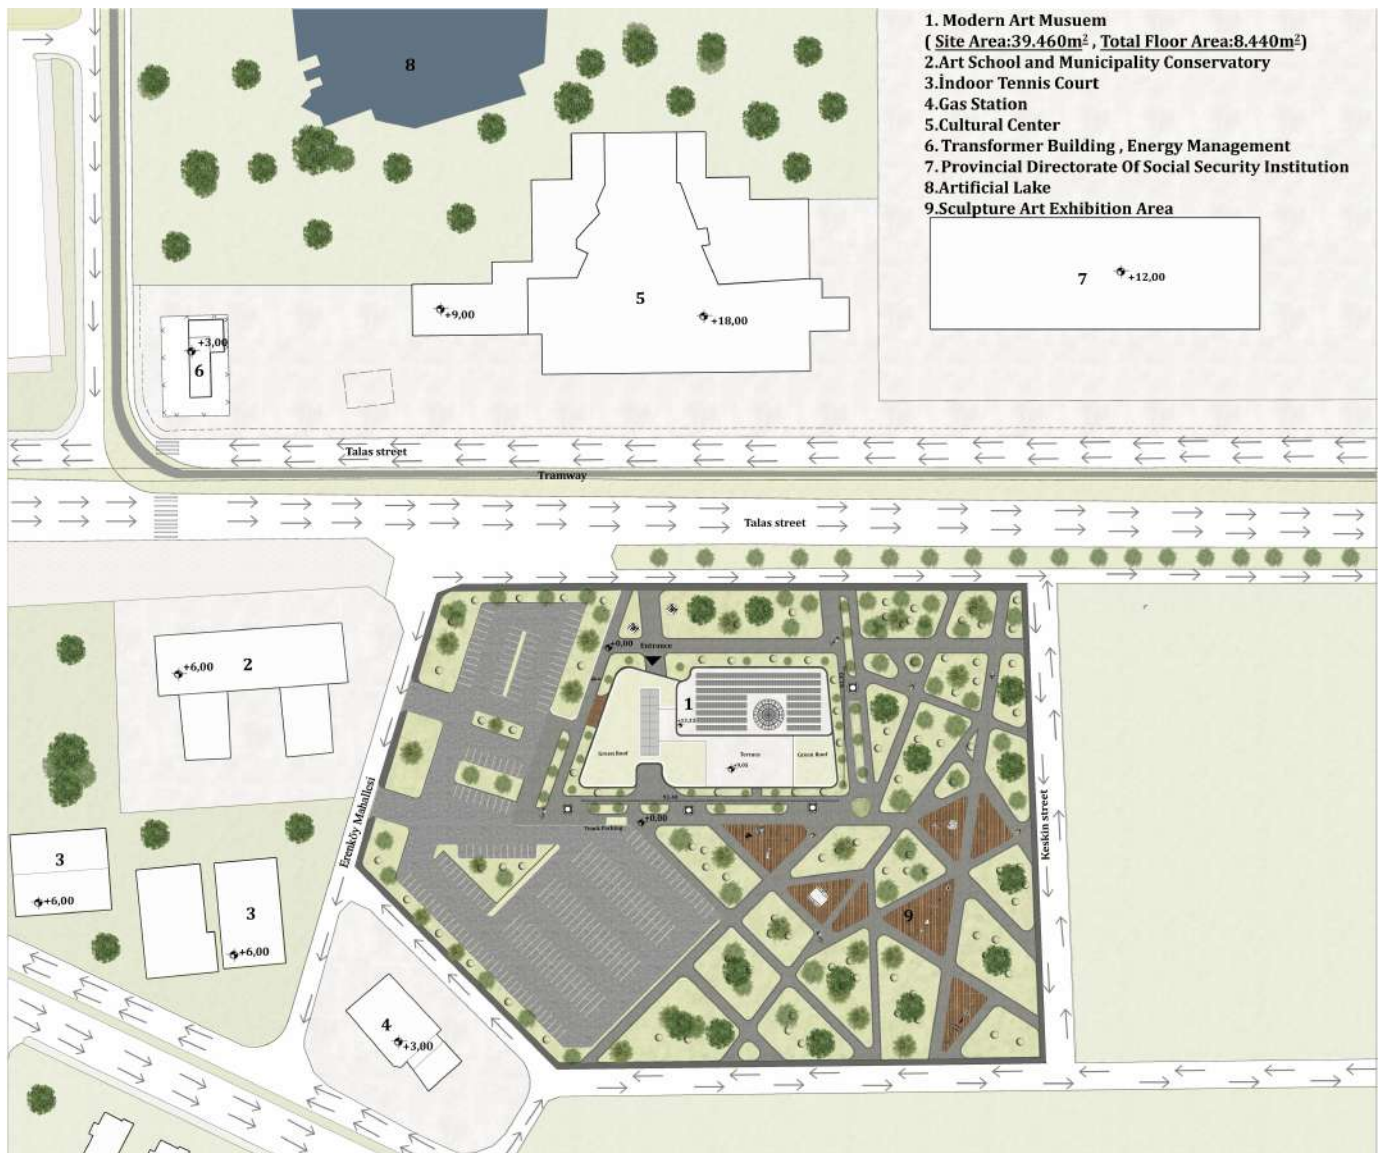 1. Modern Art Musuem
( Site Area:39.460m² , Total Floor Area:8.440m²)
2.Art School and Municipality Conservatory
3.İndoor Tennis Court
4.Gas Station
5.Cultural Center
6. Transformer Building , Energy Management
7. Provincial Directorate Of Social Security Institution
8.Artificial Lake
9.Sculpture Art Exhibition Area
8
7
+12,00
5
+9,00
+18,00
+3,00
6
Talas street
Tramway
Talas street
2
+6,00
+0,00
Entrance
1
Green Roof
Terrace
Green Roof
+0,00
Truck Parking
Erenköy Mahallesi
Keskin street
3
+6,00
3
+6,00
9
4
+3,00